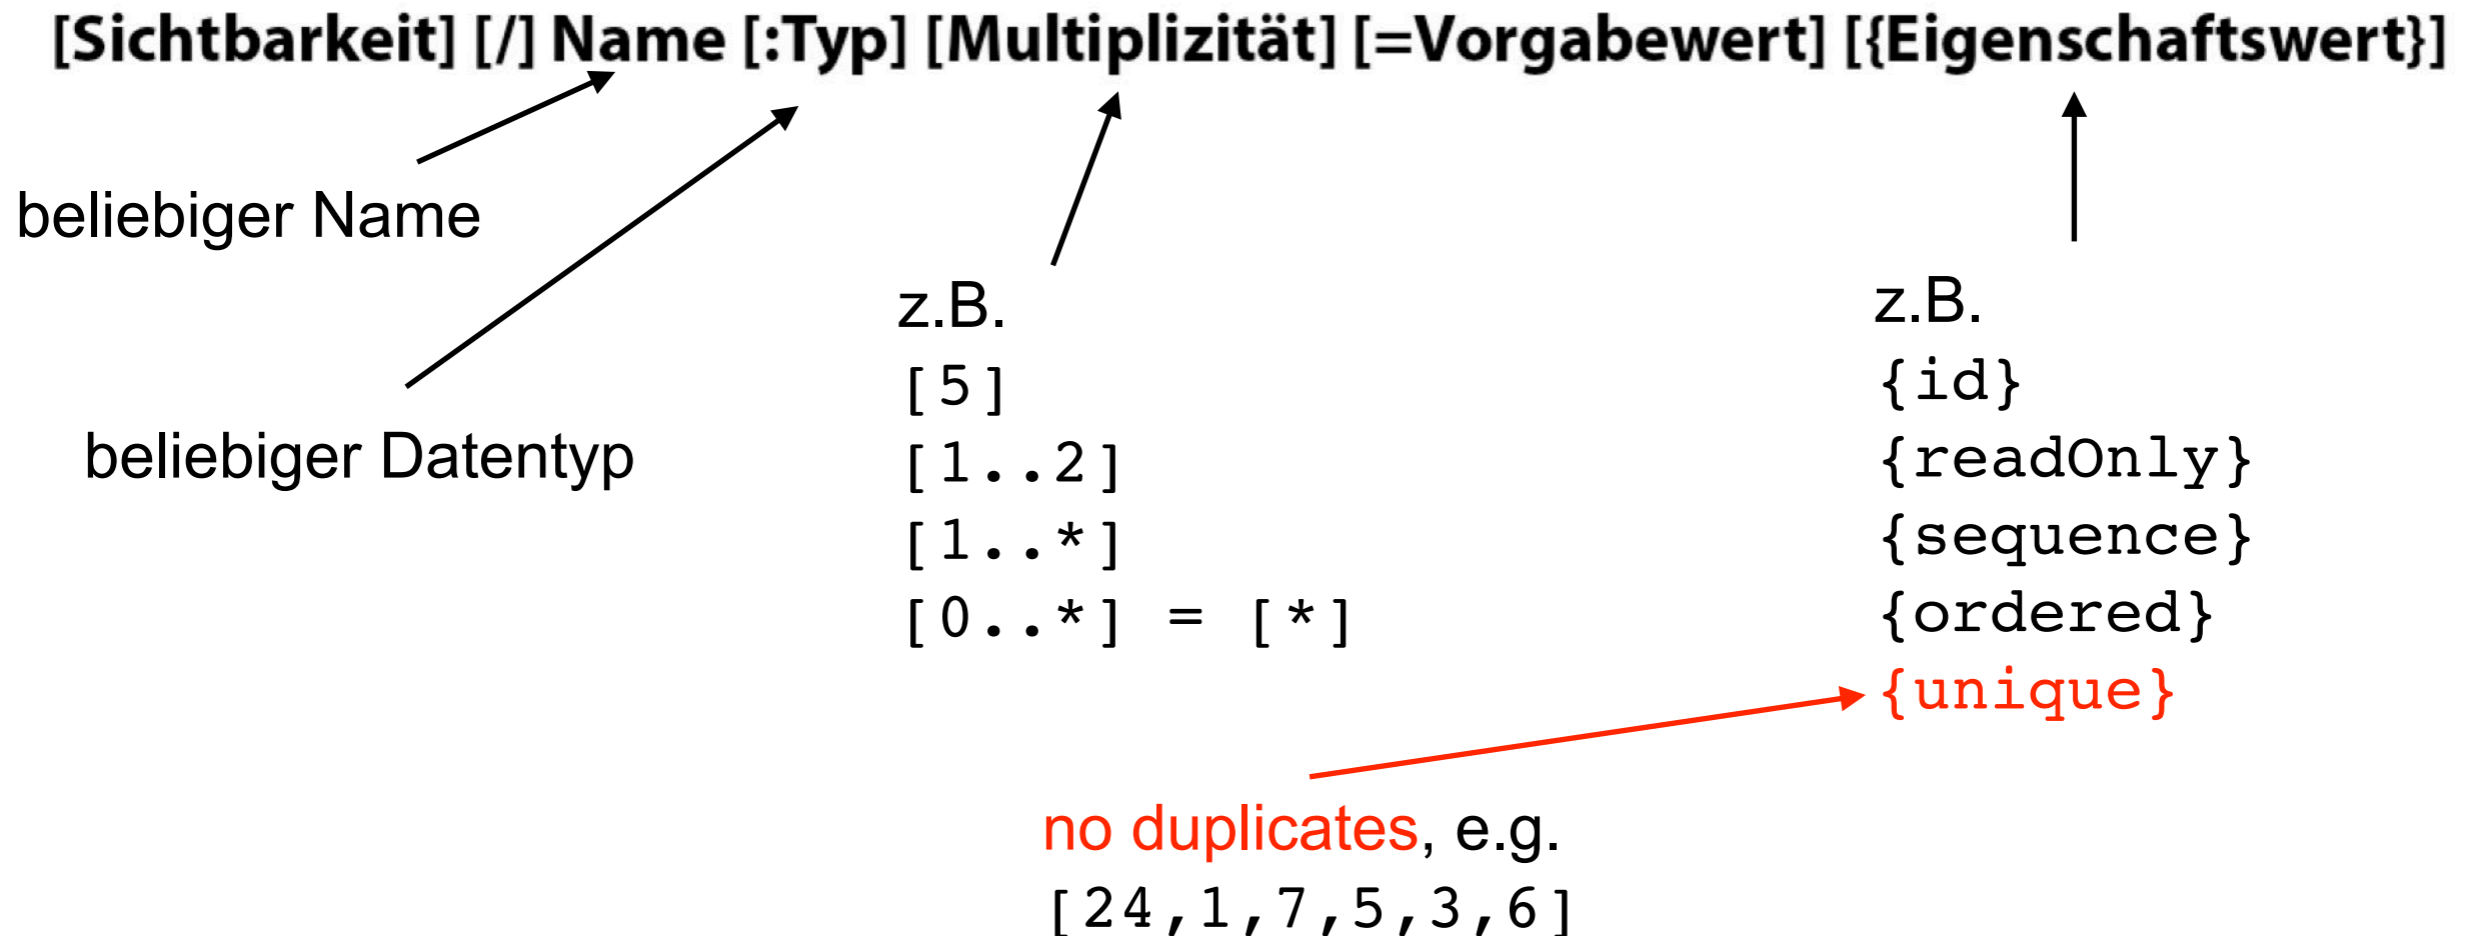 [Sichtbarkeit] [/] Name [:Typ] [Multiplizität] [=Vorgabewert] [{Eigenschaftswert}]
beliebiger Name
beliebiger Datentyp
z.B.
[5]
[1..2]
[1..*]
[0..*] = [*]
z.B.
{id}
{readOnly}
{sequence}
{ordered}
{unique}
no duplicates, e.g.
[24,1,7,5,3,6]